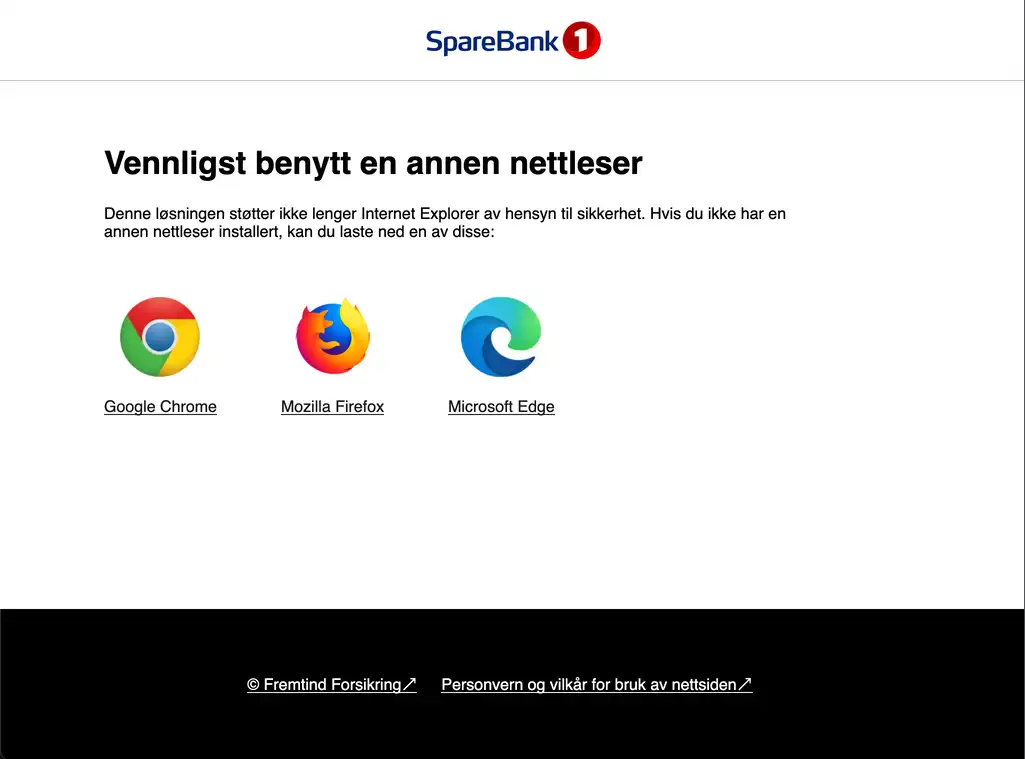 SpareBank 1
Vennligst benytt en annen nettleser
Denne løsningen støtter ikke lenger Internet Explorer av hensyn til sikkerhet. Hvis du ikke har en
annen nettleser installert, kan du laste ned en av disse:
Google Chrome
Mozilla Firefox
Microsoft Edge
© Fremtind Forsikring↗
Personvern og vilkår for bruk av nettsiden↗